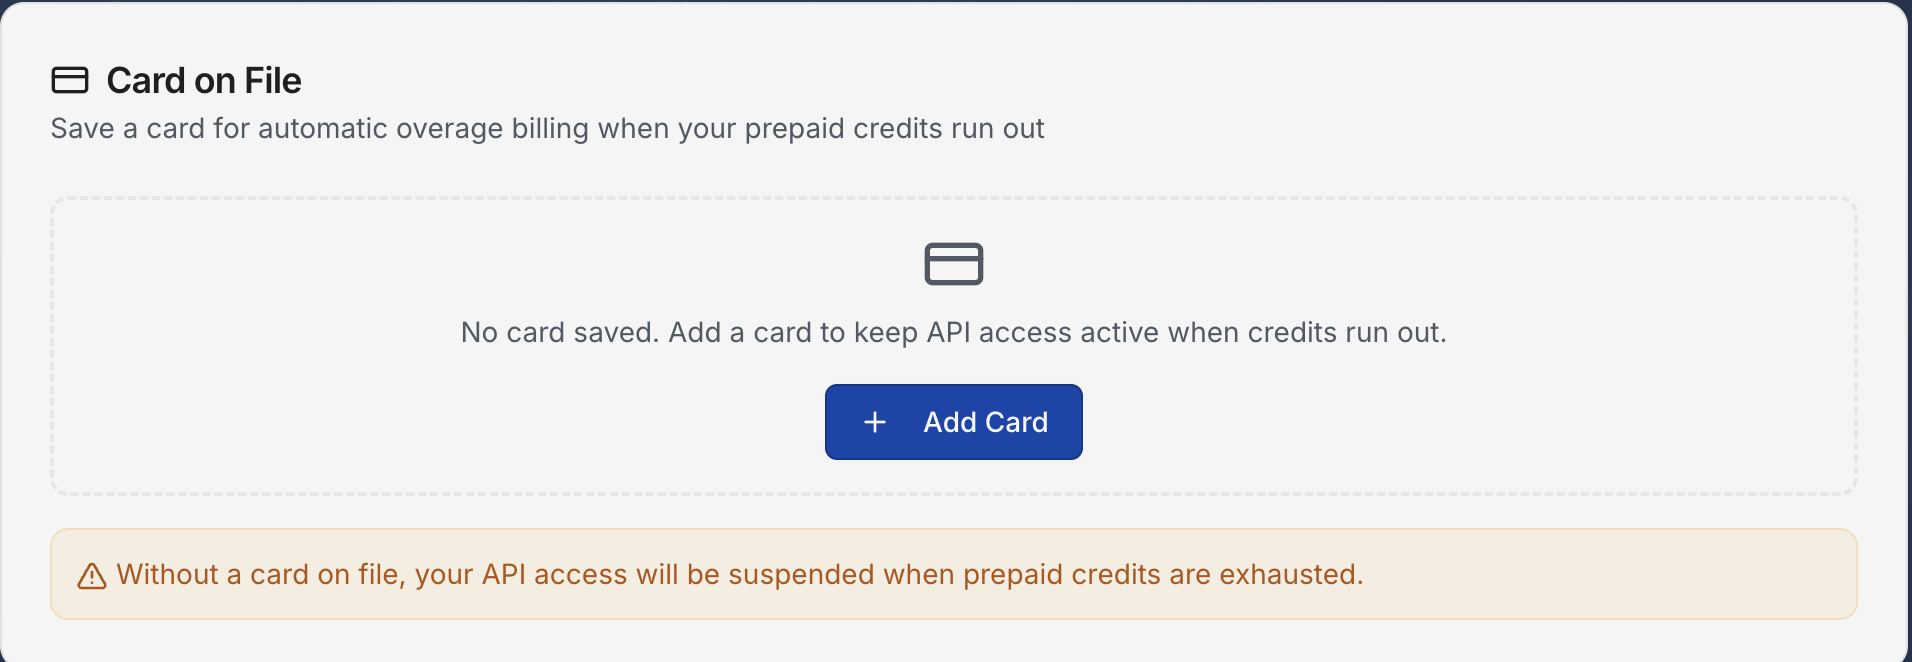 Card on File
Save a card for automatic overage billing when your prepaid credits run out
No card saved. Add a card to keep API access active when credits run out.
Add Card
Without a card on file, your API access will be suspended when prepaid credits are exhausted.